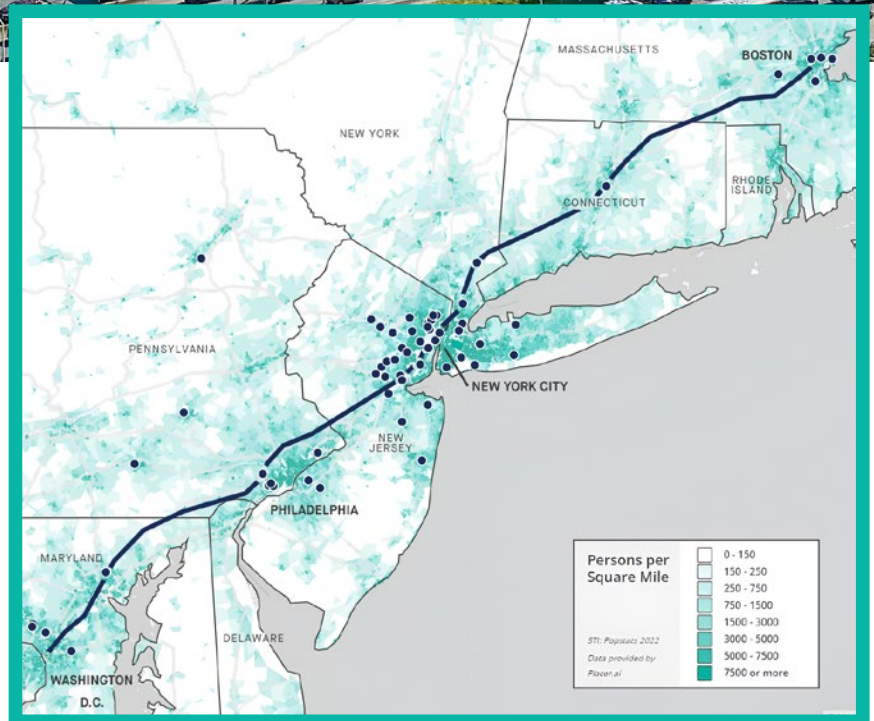 MASSACHUSETTS
BOSTON
NEW YORK
RHODE
ISLAND
CONNECTICUT
PENNSYLVANIA
NEW YORK CITY
NEW
JERSEY
PHILADELPHIA
MARYLAND
DELAWARE
WASHINGTON
D.C.
Persons per
Square Mile
0 - 150
150 - 250
250 - 750
750 - 1500
1500 - 3000
3000 - 5000
5000 - 7500
7500 or more
STI: Popstats 2022
Data provided by
Placer.ai